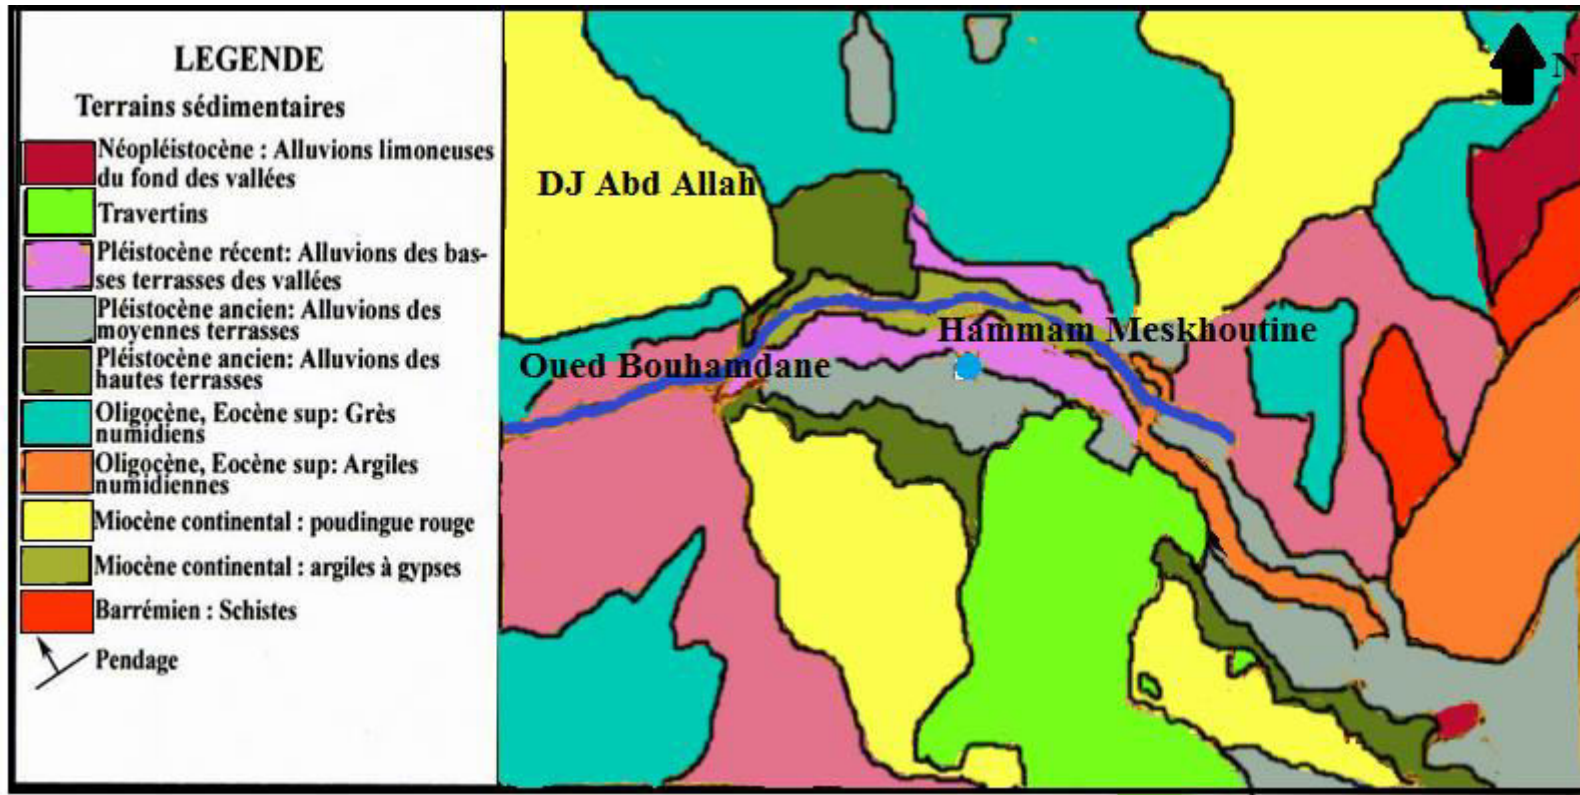 LEGENDE
Terrains sédimentaires
Néopléistocène : Alluvions limoneuses
du fond des vallées
Travertins
Pléistocène récent: Alluvions des bas-
ses terrasses des vallées
Pléistocène ancien: Alluvions des
moyennes terrasses
Pléistocène ancien: Alluvions des
hautes terrasses
Oligocène, Eocène sup: Grès
numidiens
Oligocène, Eocène sup: Argiles
numidiennes
Miocène continental : poudingue rouge
Miocène continental : argiles à gypses
Barrémien : Schistes
Pendage
N
DJ Abd Allah
Hammam Meskhoutine
Oued Bouhamdane